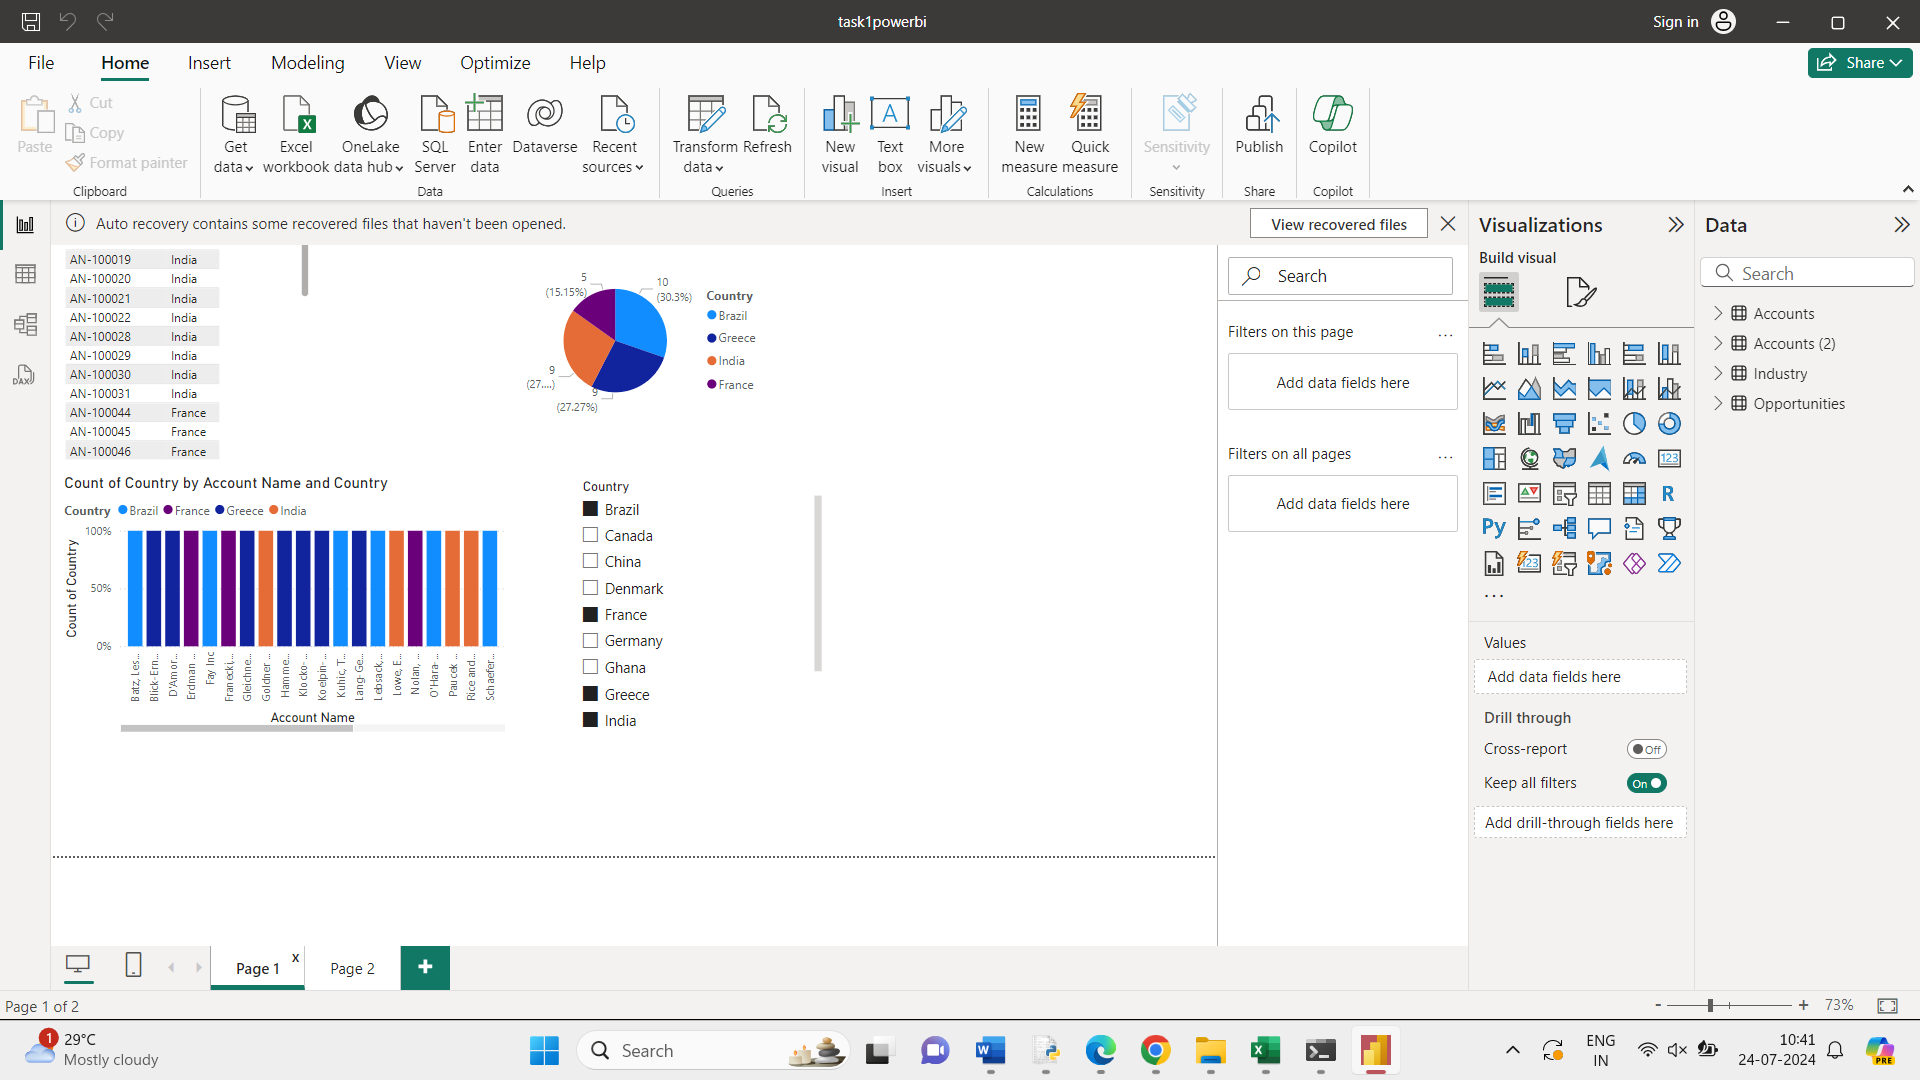 task1powerbi
Sign in
File Home Insert Modeling View Optimize Help
Share
Paste
Cut
Copy
Format painter
Clipboard
Get data
Excel workbook
OneLake data hub
SQL Server
Enter data
Dataverse
Recent sources
Data
Transform data
Refresh
Queries
New visual
Text box
More visuals
Insert
New measure
Quick measure
Calculations
Sensitivity
Sensitivity
Publish
Share
Copilot
Copilot
Auto recovery contains some recovered files that haven't been opened.
View recovered files
AN-100019 India
AN-100020 India
AN-100021 India
AN-100022 India
AN-100028 India
AN-100029 India
AN-100030 India
AN-100031 India
AN-100044 France
AN-100045 France
AN-100046 France
5
(15.15%)
10
(30.3%)
9
(27....)
9
(27.27%)
Country
Brazil
Greece
India
France
Count of Country by Account Name and Country
Country Brazil France Greece India
Count of Country
100%
50%
0%
Batz, Les...
Blick-Ern...
D'Amor...
Erdman ...
Fay Inc
Franecki,...
Gleichne...
Goldner ...
Hamme...
Klocko-...
Koelpin-...
Kuhic, T...
Lang-Ge...
Lebsack,...
Lowe, E...
Nolan, ...
O'Hara-...
Paucek ...
Rice and...
Schaefer...
Account Name
Country
Brazil
Canada
China
Denmark
France
Germany
Ghana
Greece
India
Search
Filters on this page ...
Add data fields here
Filters on all pages ...
Add data fields here
Visualizations
Build visual
123
R
Py
123
...
Values
Add data fields here
Drill through
Cross-report Off
Keep all filters On
Add drill-through fields here
Data
Search
Accounts
Accounts (2)
Industry
Opportunities
DAX
Page 1 x
Page 2
+
Page 1 of 2
- + 73%
1
29°C
Mostly cloudy
Search
ENG
IN
10:41
24-07-2024
PRE